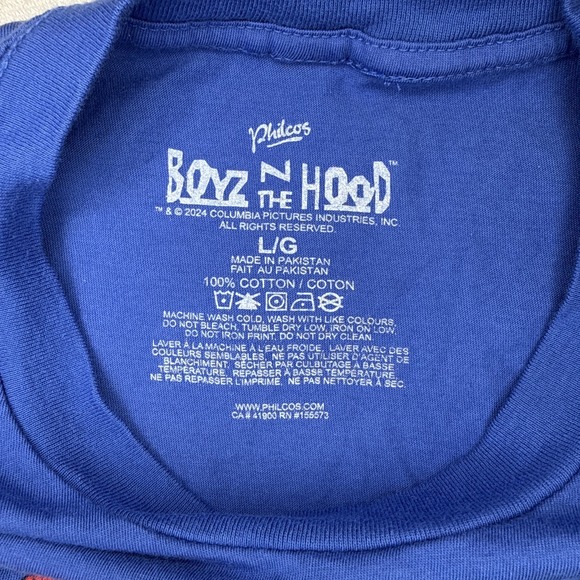 Philcos
BOYZ N THE HOOD™
™ & © 2024 COLUMBIA PICTURES INDUSTRIES, INC.
ALL RIGHTS RESERVED.
L/G
MADE IN PAKISTAN
FAIT AU PAKISTAN
100% COTTON / COTON
MACHINE WASH COLD, WASH WITH LIKE COLOURS,
DO NOT BLEACH. TUMBLE DRY LOW, IRON ON LOW,
DO NOT IRON PRINT, DO NOT DRY CLEAN.
LAVER À LA MACHINE À L'EAU FROIDE, LAVER AVEC DES
COULEURS SEMBLABLES. NE PAS UTILISER D'AGENT DE
BLANCHIMENT, SÉCHER PAR CULBUTAGE À BASSE
TEMPÉRATURE, REPASSER À BASSE TEMPÉRATURE,
NE PAS REPASSER L'IMPRIMÉ, NE PAS NETTOYER À SEC.
WWW.PHILCOS.COM
CA# 41900 RN #155573